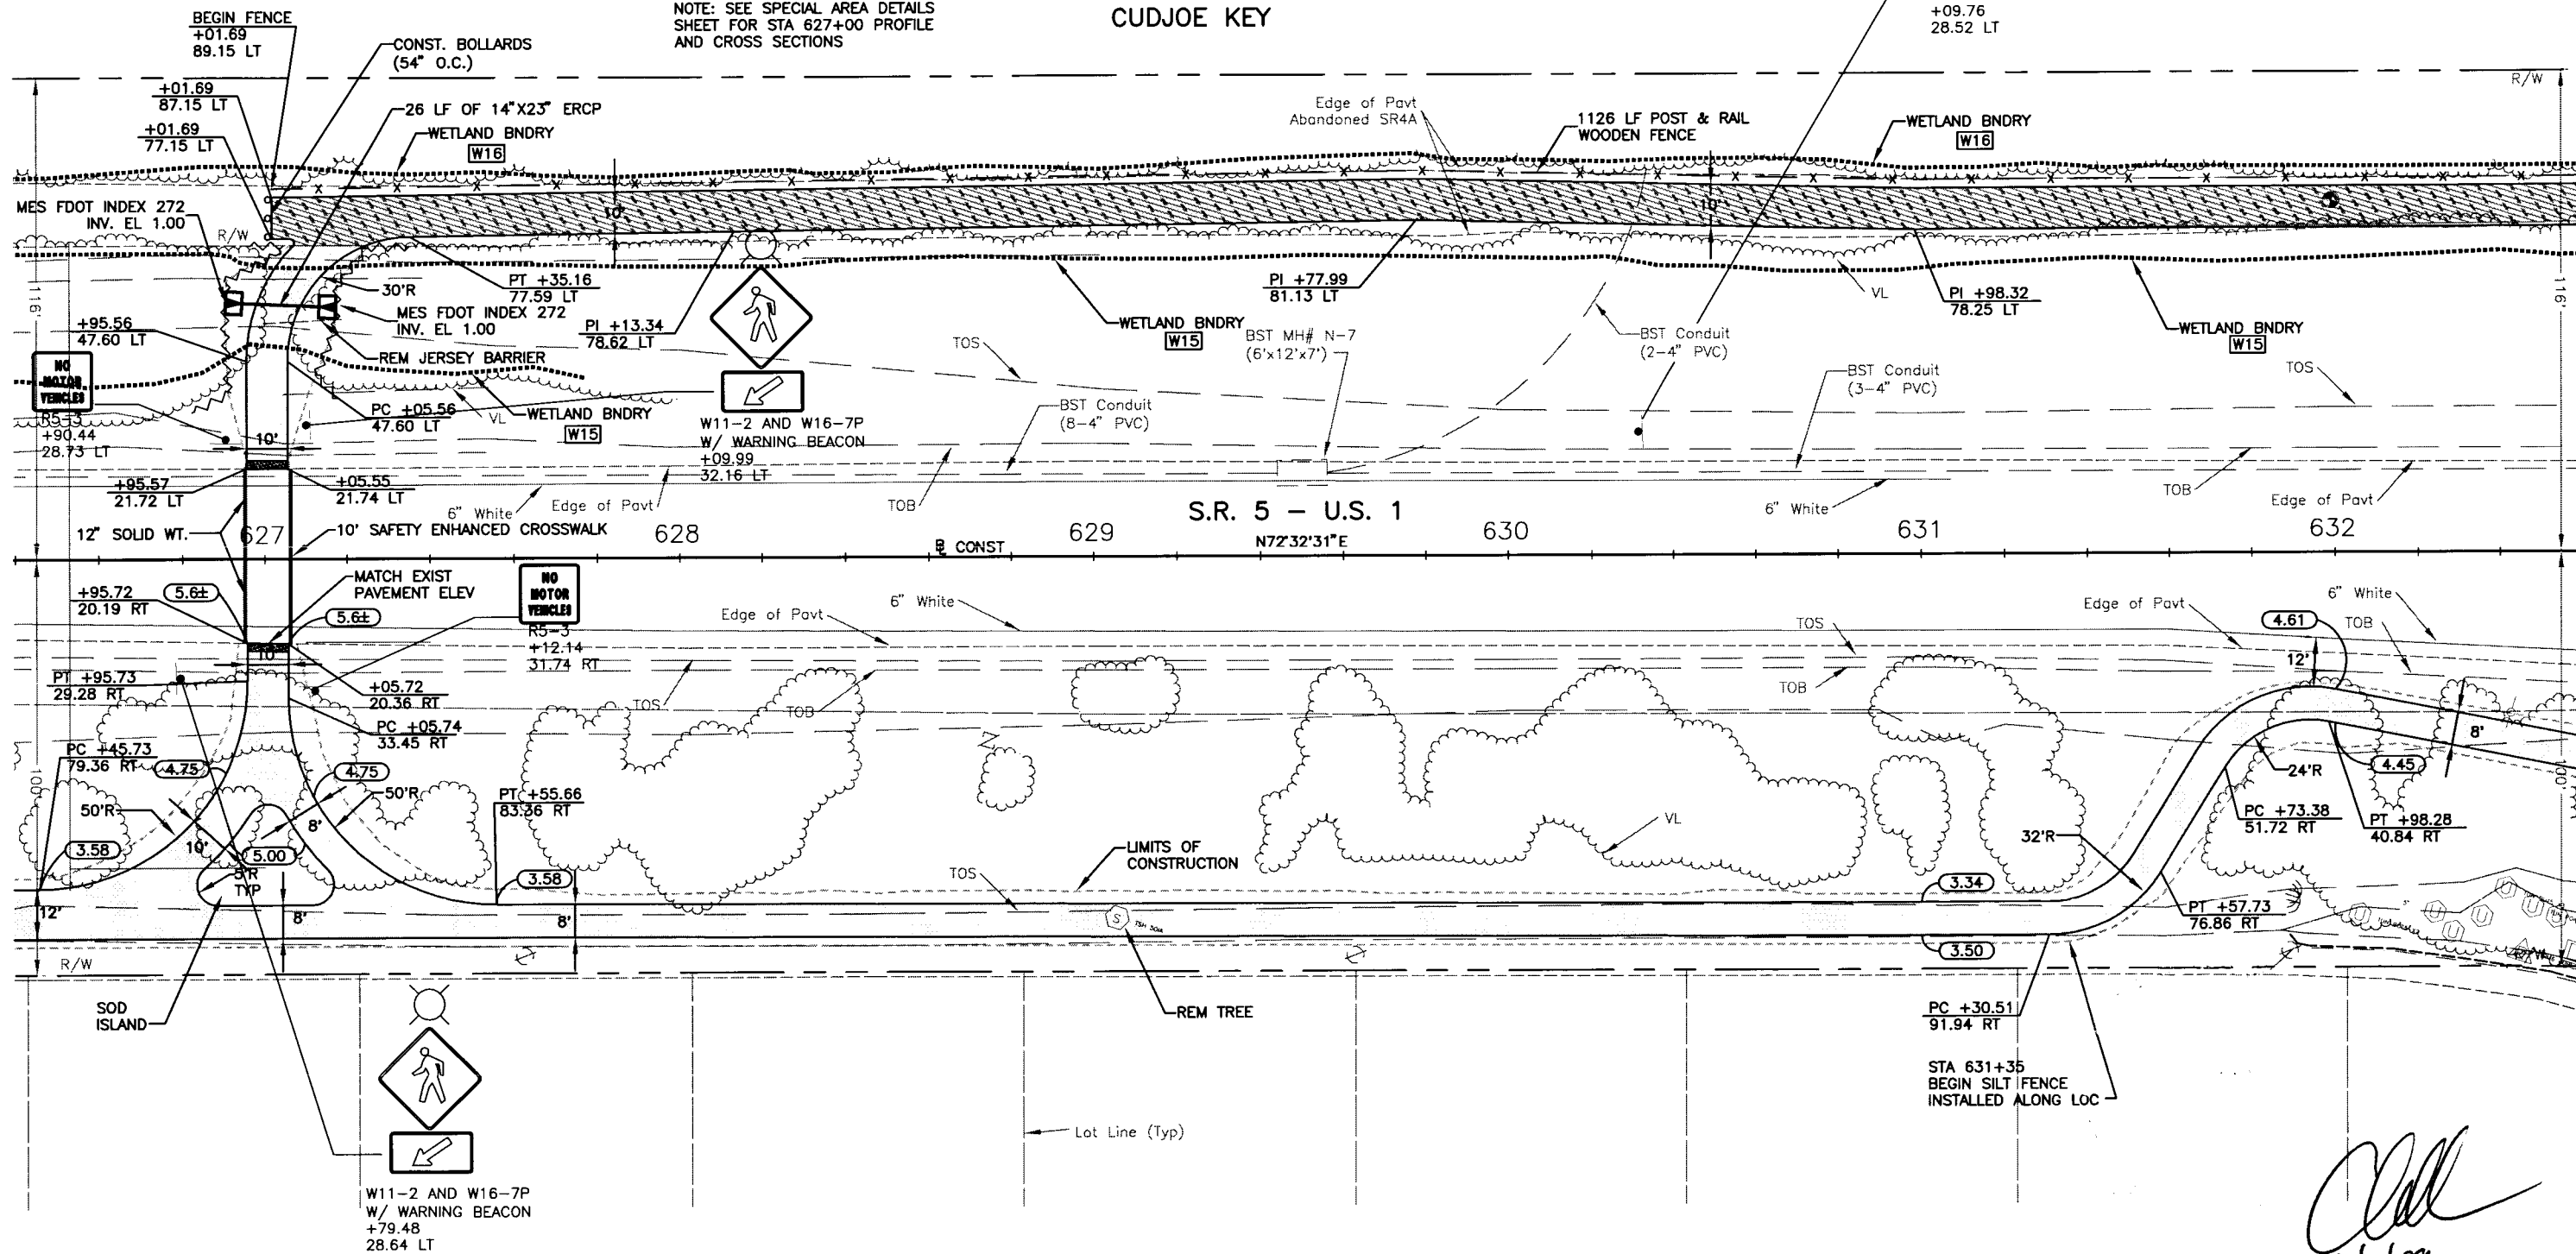 NOTE: SEE SPECIAL AREA DETAILS
SHEET FOR STA 627+00 PROFILE
AND CROSS SECTIONS
CUDJOE KEY
+09.76
28.52 LT
BEGIN FENCE
+01.69
89.15 LT
CONST. BOLLARDS
(54" O.C.)
R/W
+01.69
87.15 LT
26 LF OF 14"X23" ERCP
+01.69
77.15 LT
WETLAND BNDRY
W16
Edge of Pavt
Abandoned SR4A
1126 LF POST & RAIL
WOODEN FENCE
WETLAND BNDRY
W16
MES FDOT INDEX 272
INV. EL 1.00
R/W
10'
10'
116'
30'R
PT +35.16
77.59 LT
MES FDOT INDEX 272
INV. EL 1.00
PI +13.34
78.62 LT
PI +77.99
81.13 LT
VL
PI +98.32
78.25 LT
116'
+95.56
47.60 LT
REM JERSEY BARRIER
WETLAND BNDRY
W15
TOS
BST MH# N-7
(6'x12'x7')
BST Conduit
(2-4" PVC)
WETLAND BNDRY
W15
NO
MOTOR
VEHICLES
R5-3
+90.44
28.73 LT
PC +05.56
47.60 LT
VL
WETLAND BNDRY
W15
W11-2 AND W16-7P
W/ WARNING BEACON
+09.99
32.16 LT
BST Conduit
(8-4" PVC)
BST Conduit
(3-4" PVC)
TOS
10'
+95.57
21.72 LT
+05.55
21.74 LT
6" White
Edge of Pavt
TOB
S.R. 5 - U.S. 1
6" White
TOB
Edge of Pavt
12" SOLID WT.
627
10' SAFETY ENHANCED CROSSWALK
628
629
630
631
632
B CONST
N72°32'31"E
+95.72
20.19 RT
5.6±
MATCH EXIST
PAVEMENT ELEV
5.6±
NO
MOTOR
VEHICLES
R5-3
+12.14
31.74 RT
Edge of Pavt
6" White
TOS
Edge of Pavt
6" White
4.61
TOB
12'
10'
PT +95.73
29.28 RT
+05.72
20.36 RT
TOS
TOB
TOB
PC +05.74
33.45 RT
PC +45.73
79.36 RT
4.75
4.75
100'
50'R
50'R
PT +55.66
83.36 RT
8'
24'R
4.45
100'
PC +73.38
51.72 RT
PT +98.28
40.84 RT
VL
32'R
8'
10'
3.58
5.00
5'R
TYP
LIMITS OF
CONSTRUCTION
TOS
3.58
3.34
12'
8'
8'
S
PT +57.73
76.86 RT
3.50
R/W
SOD
ISLAND
REM TREE
PC +30.51
91.94 RT
STA 631+35
BEGIN SILT FENCE
INSTALLED ALONG LOC
Lot Line (Typ)
W11-2 AND W16-7P
W/ WARNING BEACON
+79.48
28.64 LT